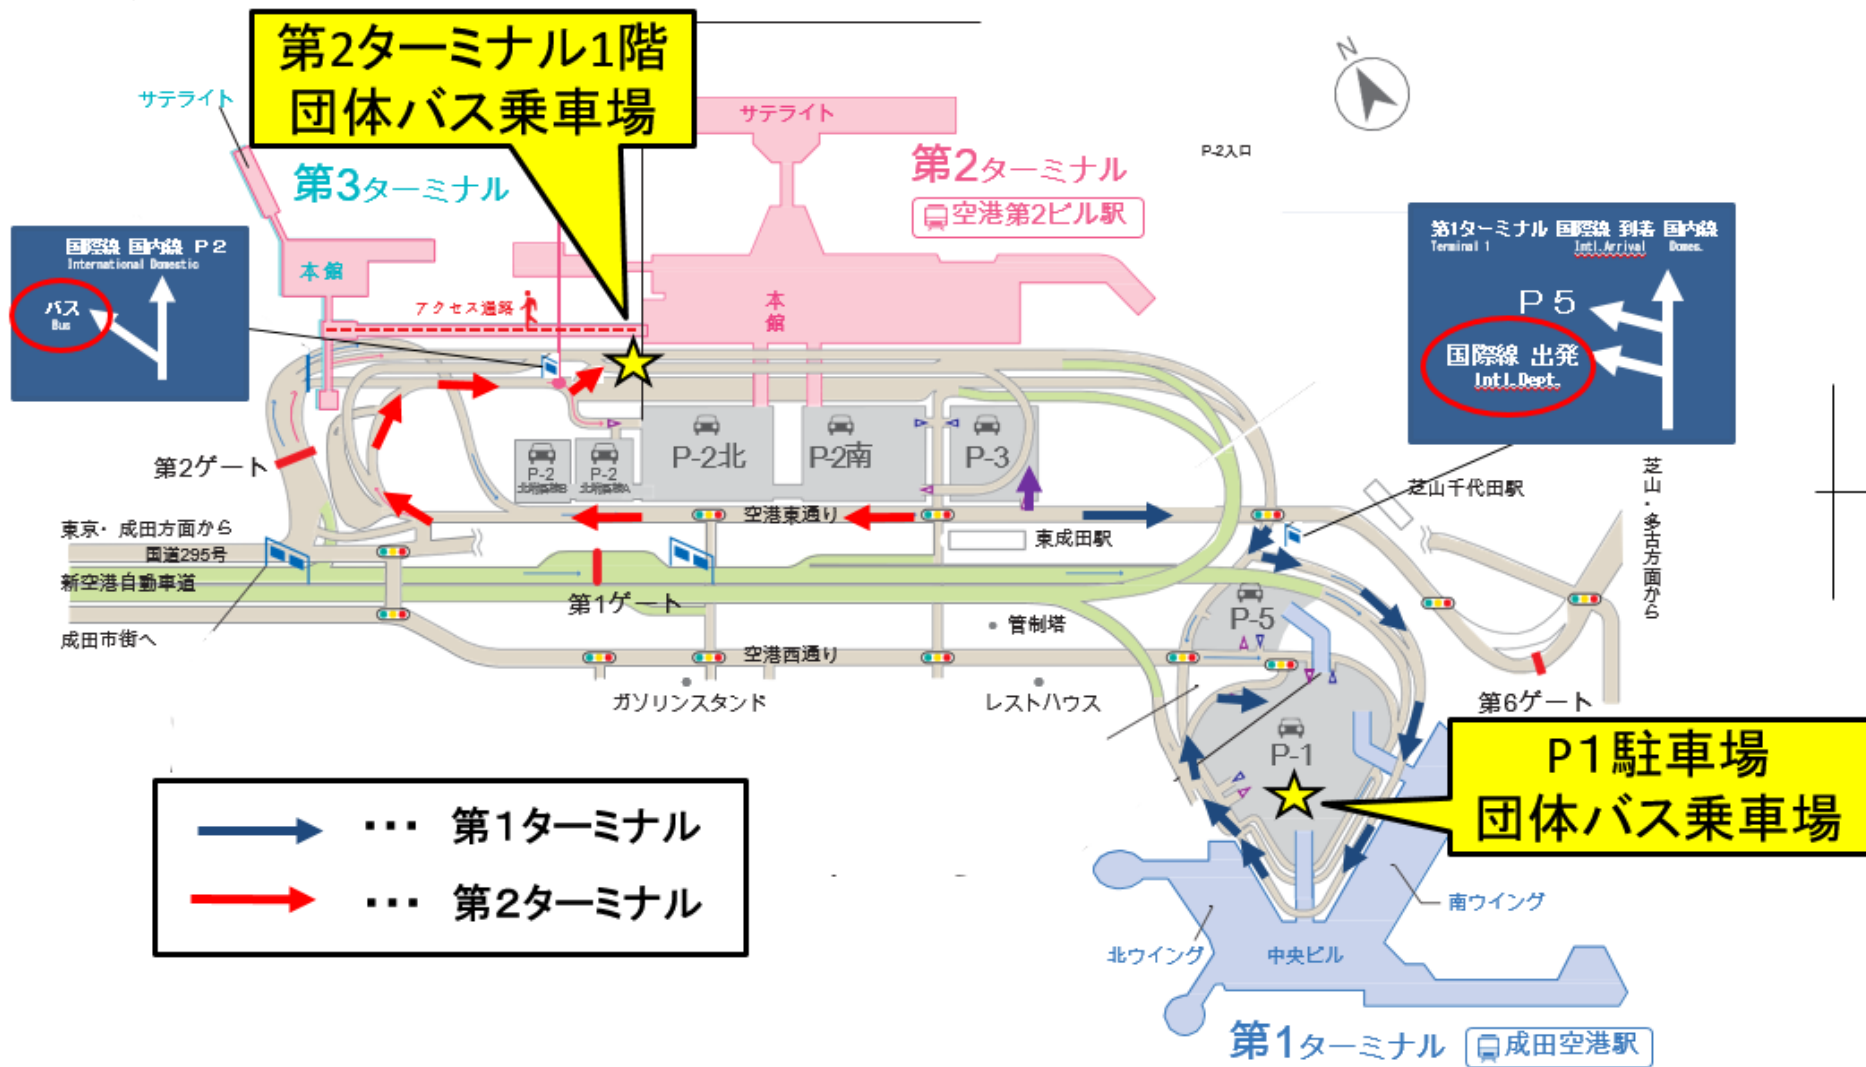 第2ターミナル1階
団体バス乗車場
サテライト
サテライト
第3ターミナル
第2ターミナル
空港第2ビル駅
N
P-2入口
国際線 国内線 P2
International Domestic
バス
Bus
本館
アクセス通路
本館
第1ターミナル 国際線 到着 国内線
Terminal 1 Intl.Arrival Domes.
P5
国際線 出発
Intl.Dept.
第2ゲート
P-2
北
P-2
北
P-2北
P-2南
P-3
芝山千代田駅
芝山・多古方面から
空港東通り
東成田駅
東京・成田方面から
国道295号
新空港自動車道
第1ゲート
成田市街へ
管制塔
P-5
空港西通り
ガソリンスタンド
レストハウス
第6ゲート
P-1
P1駐車場
団体バス乗車場
・・・ 第1ターミナル
・・・ 第2ターミナル
南ウイング
北ウイング
中央ビル
第1ターミナル
成田空港駅